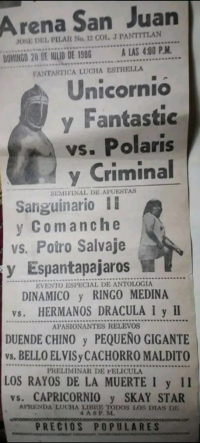 Arena San Juan
JOSE DEL PILAR No. 12 COL. J PANTITLAN
DOMINGO 20 DE JULIO DE 1986 A LAS 4:00 P.M.
FANTASTICA LUCHA ESTRELLA
Unicornió
y Fantastic
vs. Polaris
y Criminal
SEMIFINAL DE APUESTAS
Sanguinario II
y Comanche
vs. Potro Salvaje
y Espantapajaros
EVENTO ESPECIAL DE ANTOLOGIA
DINAMICO y RINGO MEDINA
vs. HERMANOS DRACULA I y II
APASIONANTES RELEVOS
DUENDE CHINO y PEQUEÑO GIGANTE
vs. BELLO ELVIS y CACHORRO MALDITO
PRELIMINAR DE PELICULA
LOS RAYOS DE LA MUERTE I y II
vs. CAPRICORNIO y SKAY STAR
APRENDA LUCHA LIBRE TODOS LOS DIAS DE
4 A 8 P. M.
PRECIOS POPULARES